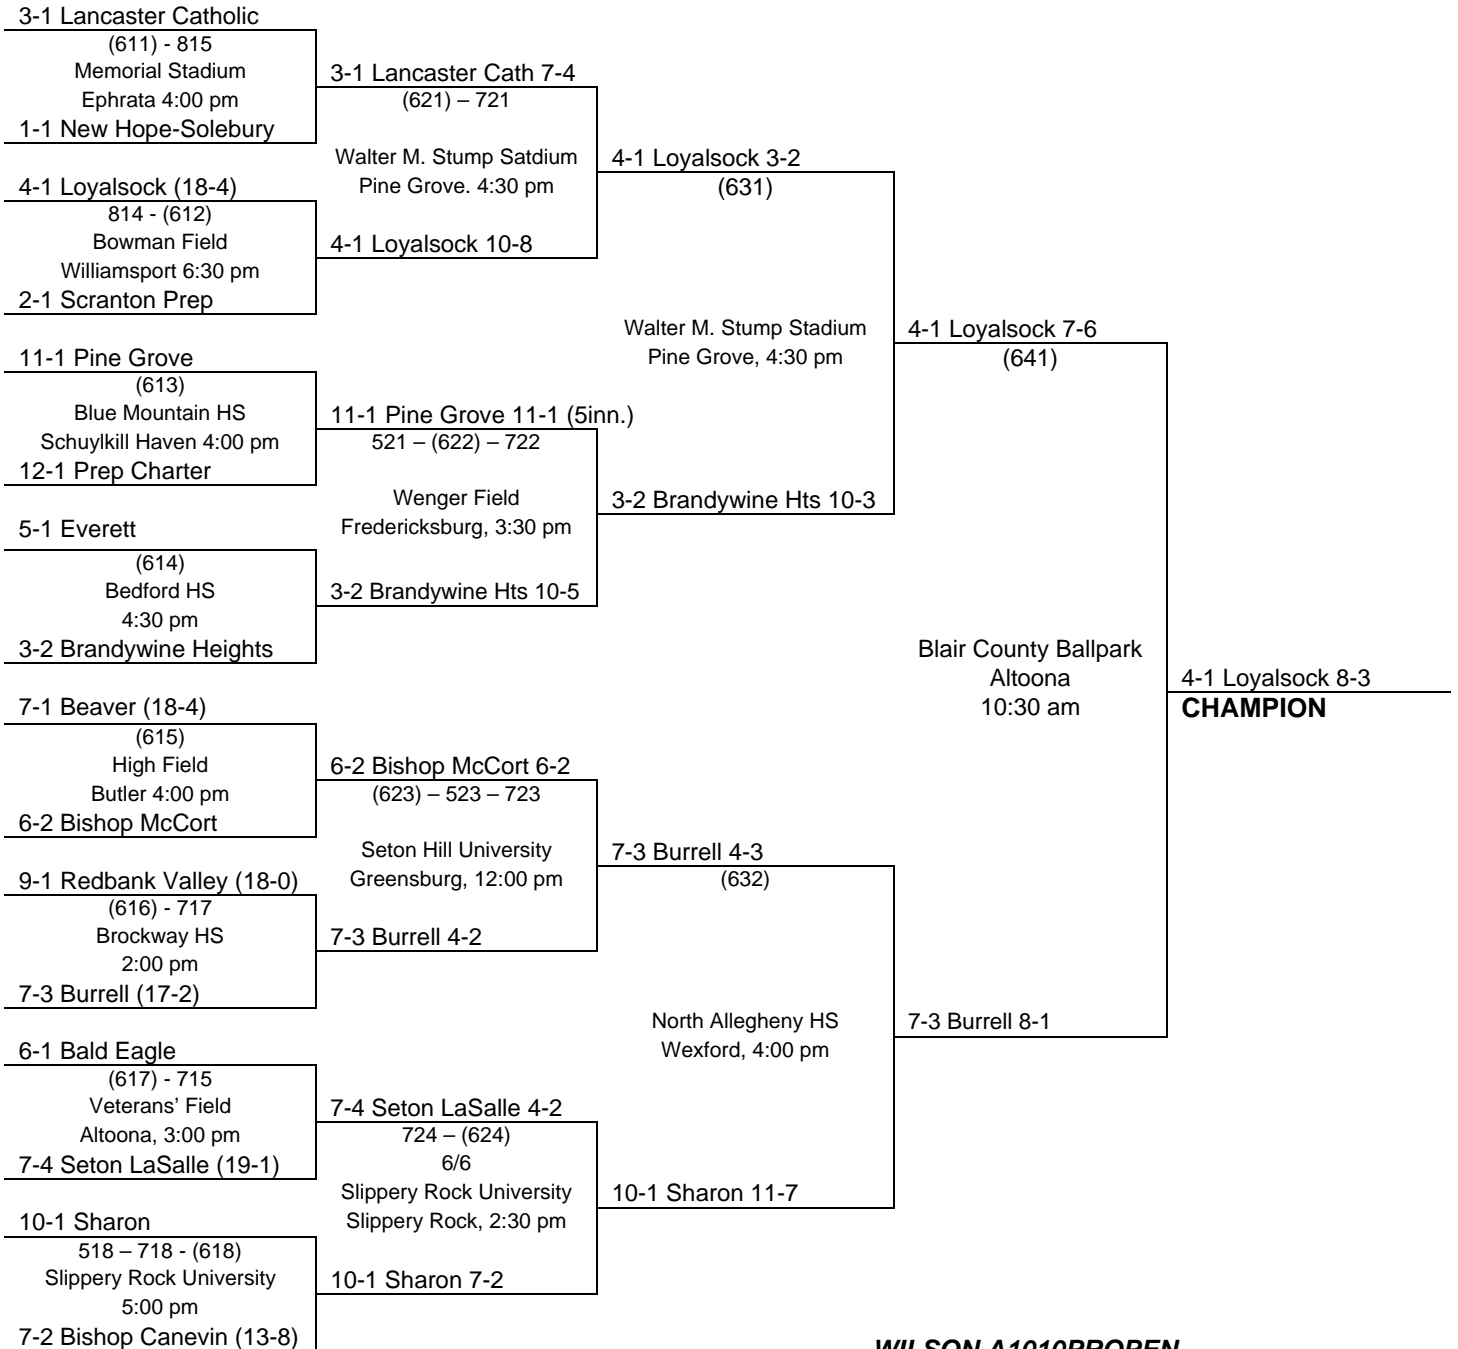 3-1 Lancaster Catholic
(611) - 815
Memorial Stadium
Ephrata 4:00 pm
1-1 New Hope-Solebury
4-1 Loyalsock (18-4)
814 - (612)
Bowman Field
Williamsport 6:30 pm
2-1 Scranton Prep
11-1 Pine Grove
(613)
Blue Mountain HS
Schuylkill Haven 4:00 pm
12-1 Prep Charter
5-1 Everett
(614)
Bedford HS
4:30 pm
3-2 Brandywine Heights
7-1 Beaver (18-4)
(615)
High Field
Butler 4:00 pm
6-2 Bishop McCort
9-1 Redbank Valley (18-0)
(616) - 717
Brockway HS
2:00 pm
7-3 Burrell (17-2)
6-1 Bald Eagle
(617) - 715
Veterans' Field
Altoona, 3:00 pm
7-4 Seton LaSalle (19-1)
10-1 Sharon
518 – 718 - (618)
Slippery Rock University
5:00 pm
7-2 Bishop Canevin (13-8)
3-1 Lancaster Cath 7-4
(621) – 721
Walter M. Stump Satdium
Pine Grove. 4:30 pm
4-1 Loyalsock 10-8
11-1 Pine Grove 11-1 (5inn.)
521 – (622) – 722
Wenger Field
Fredericksburg, 3:30 pm
3-2 Brandywine Hts 10-5
6-2 Bishop McCort 6-2
(623) – 523 – 723
Seton Hill University
Greensburg, 12:00 pm
7-3 Burrell 4-2
7-4 Seton LaSalle 4-2
724 – (624)
6/6
Slippery Rock University
Slippery Rock, 2:30 pm
10-1 Sharon 7-2
4-1 Loyalsock 3-2
(631)
Walter M. Stump Stadium
Pine Grove, 4:30 pm
3-2 Brandywine Hts 10-3
7-3 Burrell 4-3
(632)
North Allegheny HS
Wexford, 4:00 pm
10-1 Sharon 11-7
4-1 Loyalsock 7-6
(641)
Blair County Ballpark
Altoona
10:30 am
7-3 Burrell 8-1
4-1 Loyalsock 8-3
CHAMPION
WILSON A1010PROPEN